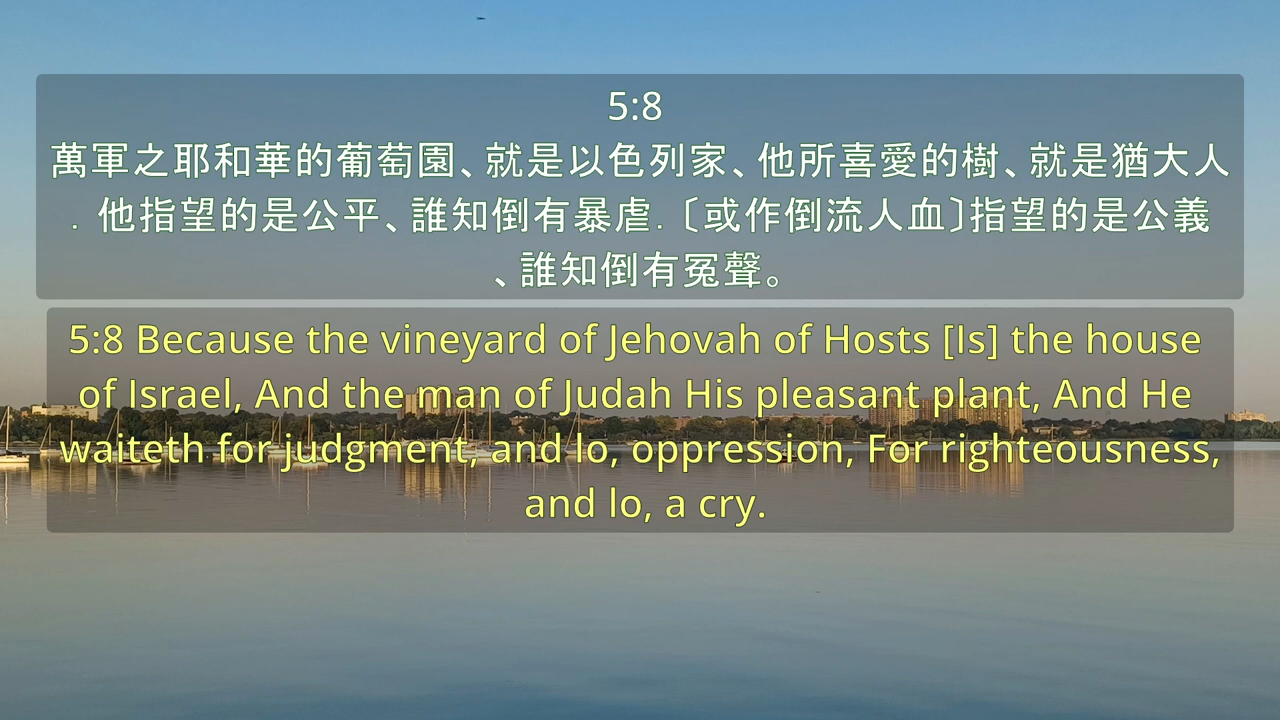 5:8
萬軍之耶和華的葡萄園、就是以色列家、他所喜愛的樹、就是猶大人
. 他指望的是公平、誰知倒有暴虐.〔或作倒流人血〕指望的是公義
、誰知倒有冤聲。
5:8 Because the vineyard of Jehovah of Hosts [Is] the house
of Israel, And the man of Judah His pleasant plant, And He
waiteth for judgment, and lo, oppression, For righteousness,
and lo, a cry.